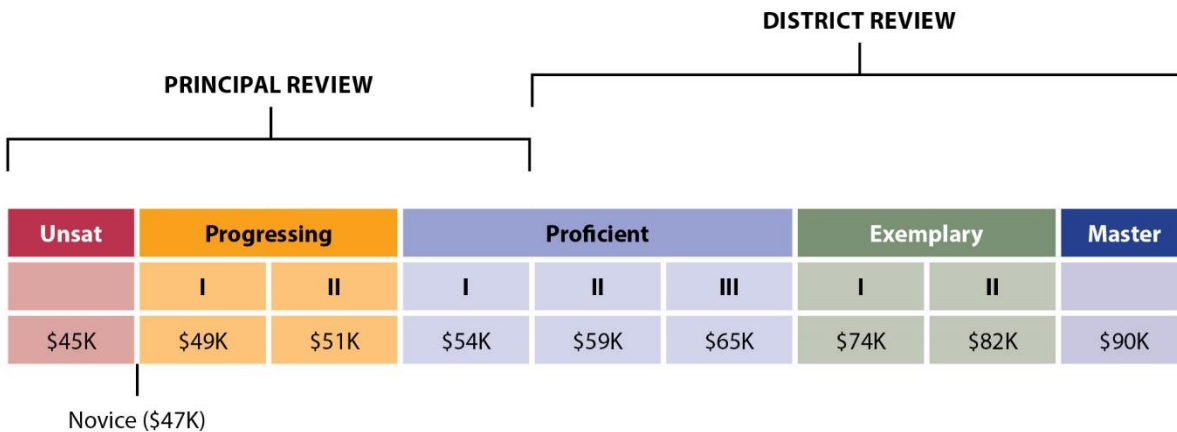 DISTRICT REVIEW
PRINCIPAL REVIEW
Unsat Progressing Proficient Exemplary Master
I II I II III I II
$45K $49K $51K $54K $59K $65K $74K $82K $90K
Novice ($47K)